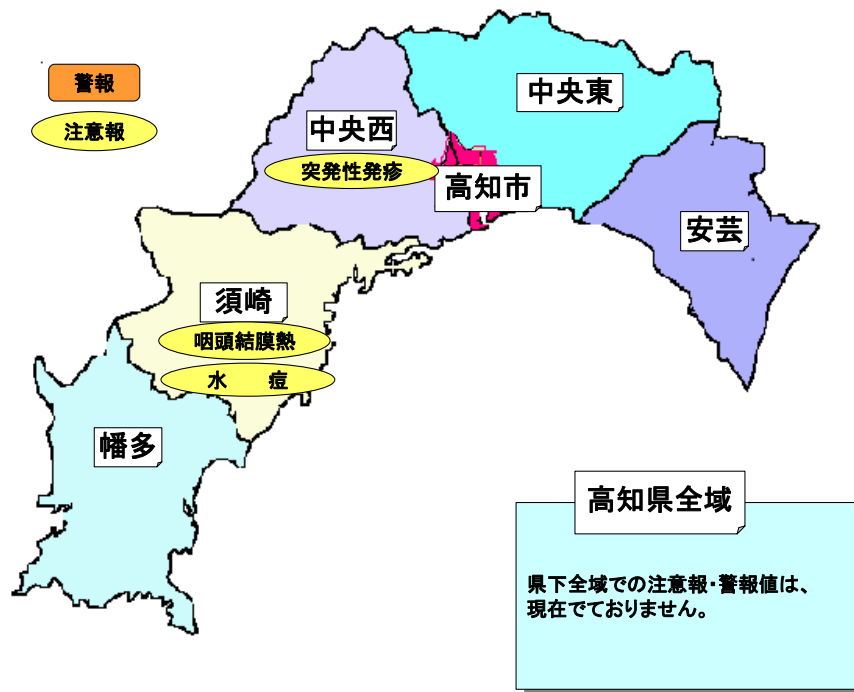 警報
注意報
中央東
中央西
突発性発疹
高知市
安芸
須崎
咽頭結膜熱
水　　痘
幡多
高知県全域
県下全域での注意報・警報値は、
現在でておりません。